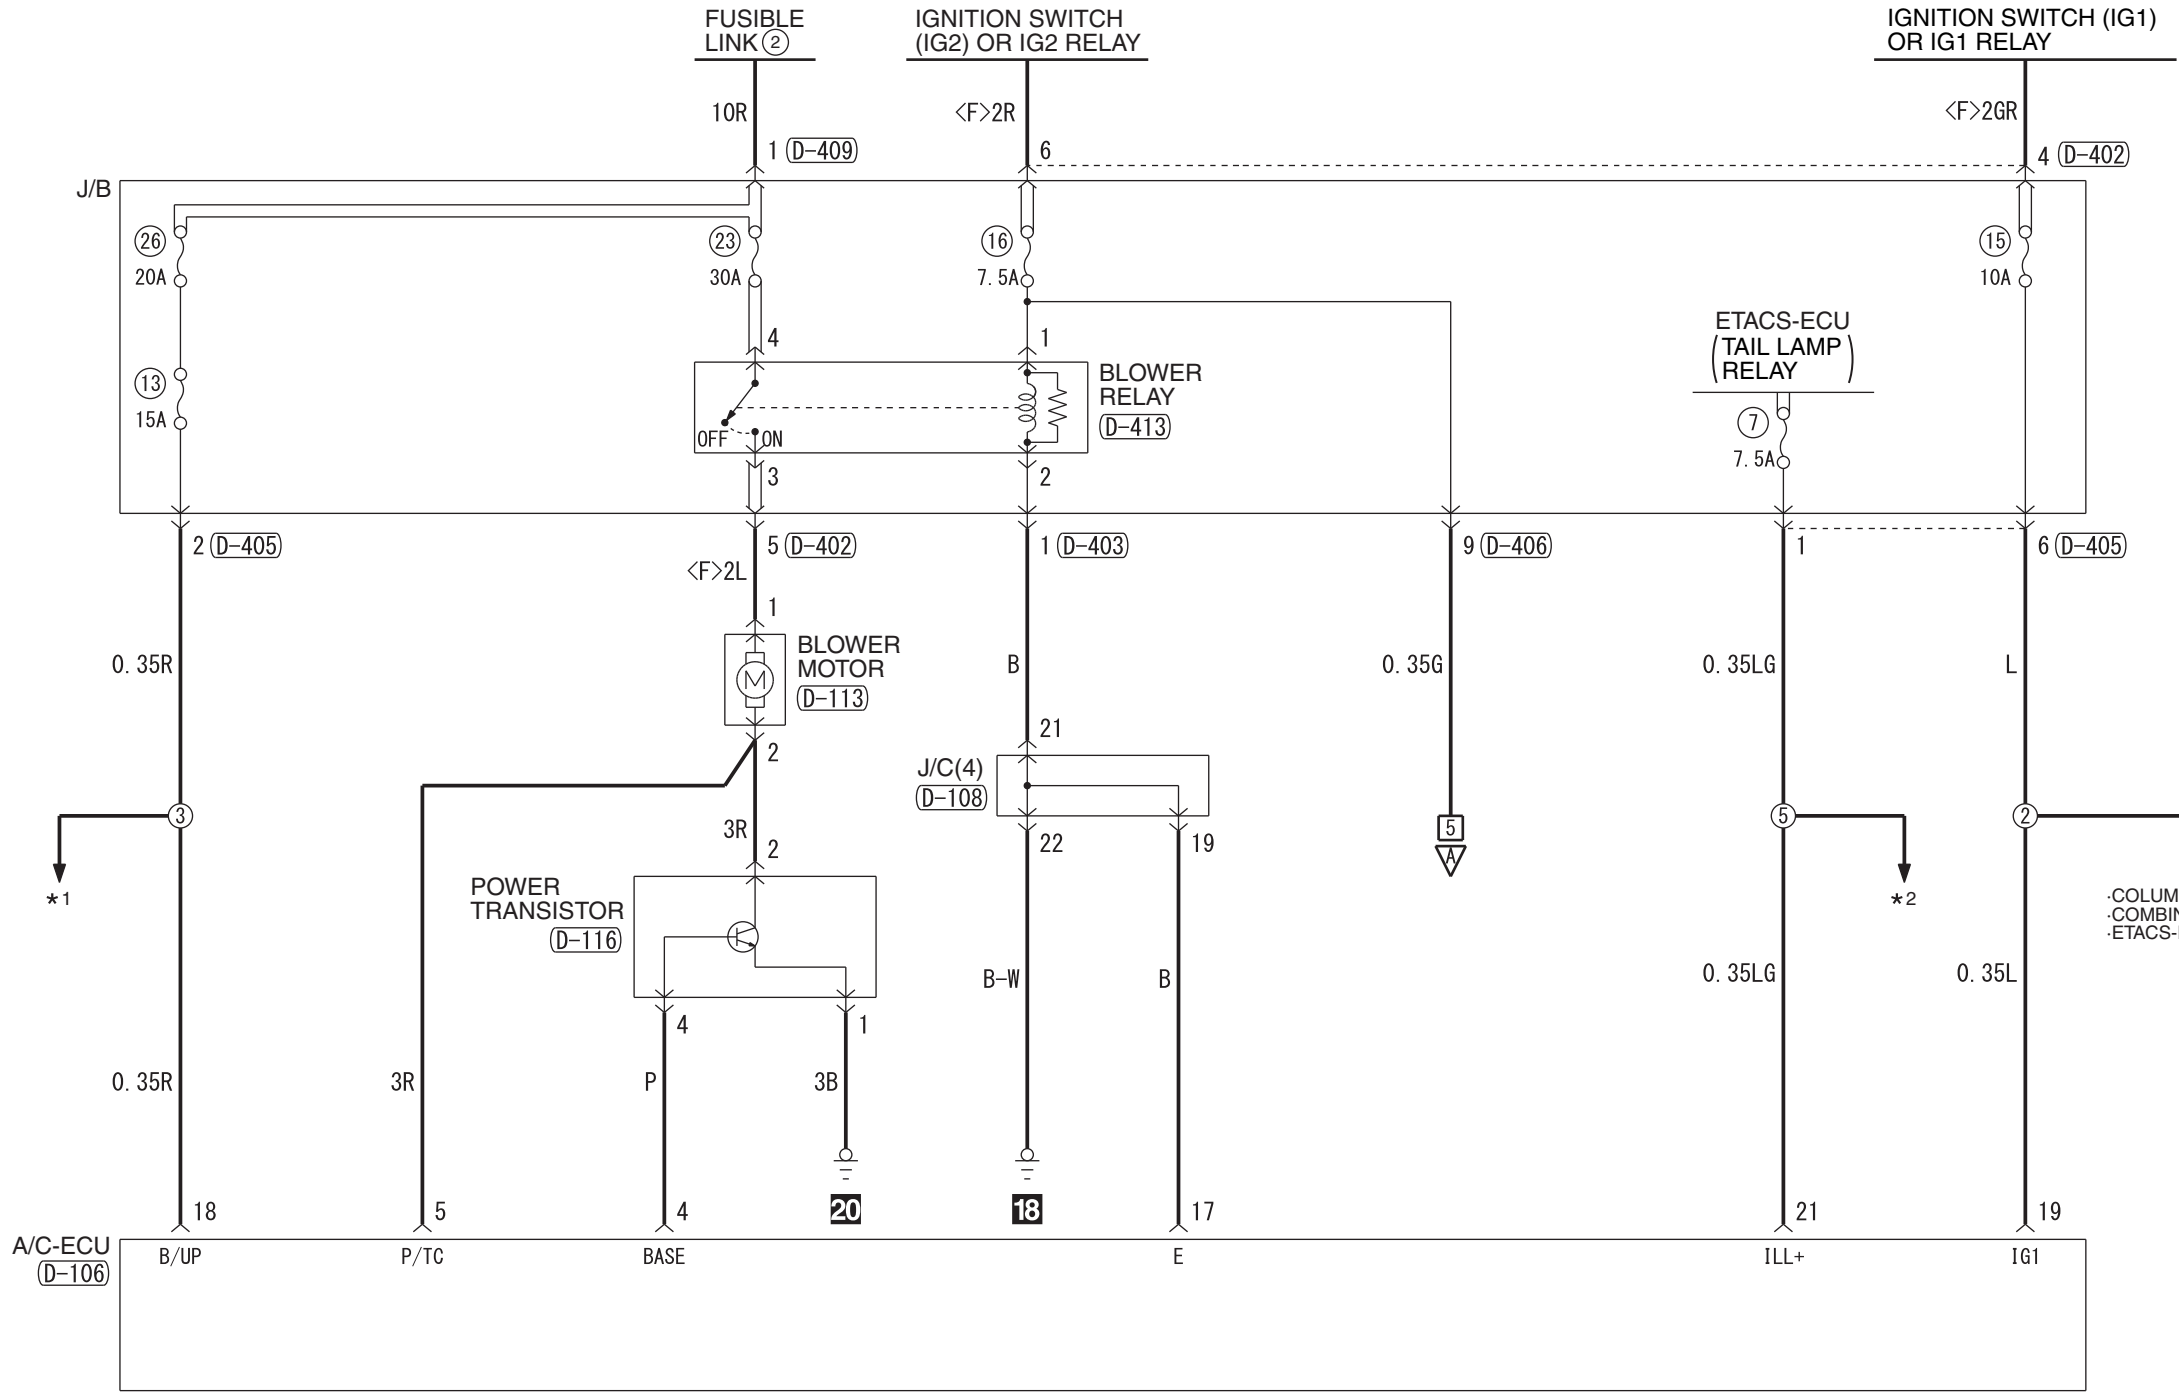 FUSIBLE
LINK 2
IGNITION SWITCH
(IG2) OR IG2 RELAY
IGNITION SWITCH (IG1)
OR IG1 RELAY
10R
<F>2R
<F>2GR
1 D-409
6
4 D-402
J/B
26
20A
23
30A
16
7.5A
15
10A
4
1
ETACS-ECU
(TAIL LAMP
RELAY)
13
15A
BLOWER
RELAY
D-413
OFF
ON
7
7.5A
3
2
2 D-405
5 D-402
1 D-403
9 D-406
1
6 D-405
<F>2L
1
0.35R
BLOWER
MOTOR
D-113
M
B
0.35G
0.35LG
L
2
21
J/C(4)
D-108
3
3R
2
22
19
5
A
5
2
*1
*2
POWER
TRANSISTOR
D-116
·COLUM
·COMBIN
·ETACS-
B-W
B
0.35LG
0.35L
4
1
0.35R
3R
P
3B
20
18
18
5
4
17
21
19
A/C-ECU
D-106
B/UP
P/TC
BASE
E
ILL+
IG1